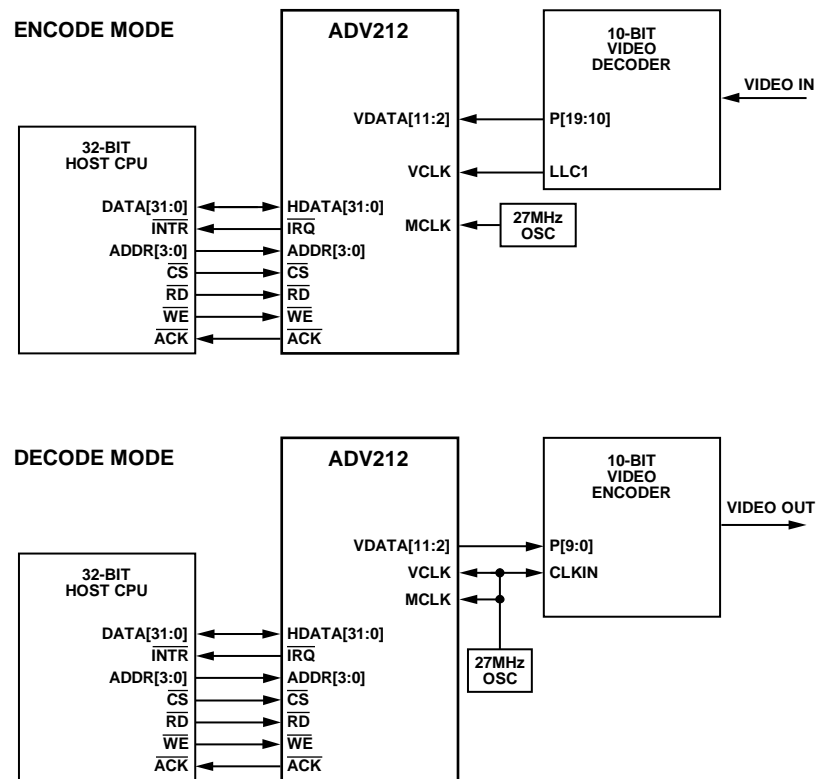 ENCODE MODE
ADV212
10-BIT
VIDEO
DECODER
VIDEO IN
VDATA[11:2]
P[19:10]
32-BIT
HOST CPU
VCLK
LLC1
DATA[31:0]
HDATA[31:0]
MCLK
27MHz
OSC
INTR
IRQ
ADDR[3:0]
ADDR[3:0]
CS
CS
RD
RD
WE
WE
ACK
ACK
DECODE MODE
ADV212
10-BIT
VIDEO
ENCODER
VIDEO OUT
VDATA[11:2]
P[9:0]
32-BIT
HOST CPU
VCLK
CLKIN
MCLK
DATA[31:0]
HDATA[31:0]
27MHz
OSC
INTR
IRQ
ADDR[3:0]
ADDR[3:0]
CS
CS
RD
RD
WE
WE
ACK
ACK